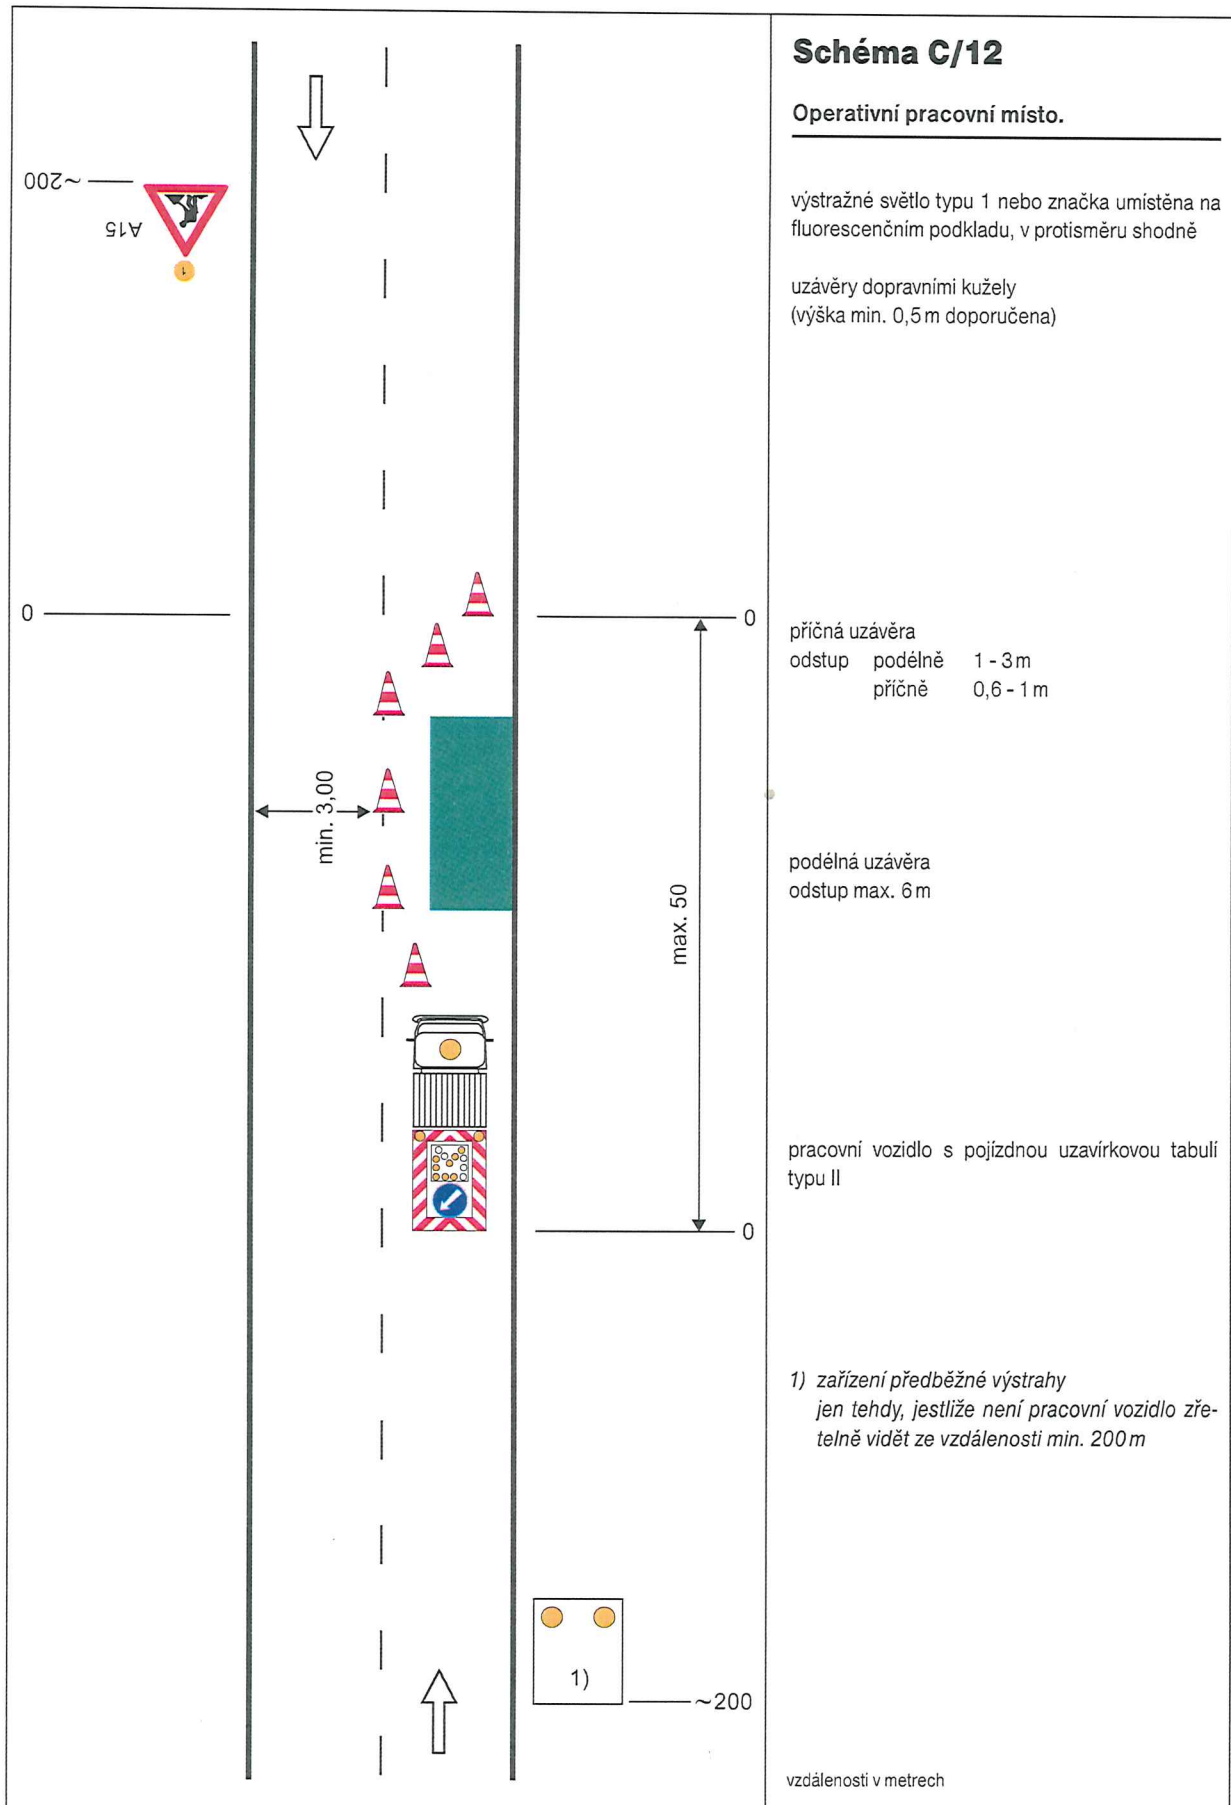 Schéma C/12
Operativní pracovní místo.
výstražné světlo typu 1 nebo značka umístěna na
fluorescenčním podkladu, v protisměru shodně
uzávěry dopravními kužely
(výška min. 0,5 m doporučena)
~200
A15
1
0
0
příčná uzávěra
odstup podélně 1 - 3 m
příčně 0,6 - 1 m
min. 3,00
max. 50
podélná uzávěra
odstup max. 6 m
pracovní vozidlo s pojízdnou uzavírkovou tabulí
typu II
0
1) zařízení předběžné výstrahy
jen tehdy, jestliže není pracovní vozidlo zře-
telně vidět ze vzdálenosti min. 200 m
1)
~200
vzdálenosti v metrech